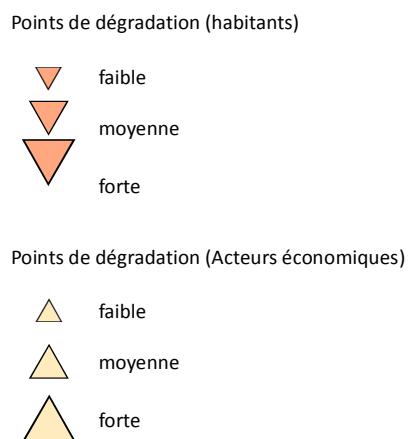 Points de dégradation (habitants)
faible
moyenne
forte
Points de dégradation (Acteurs économiques)
faible
moyenne
forte